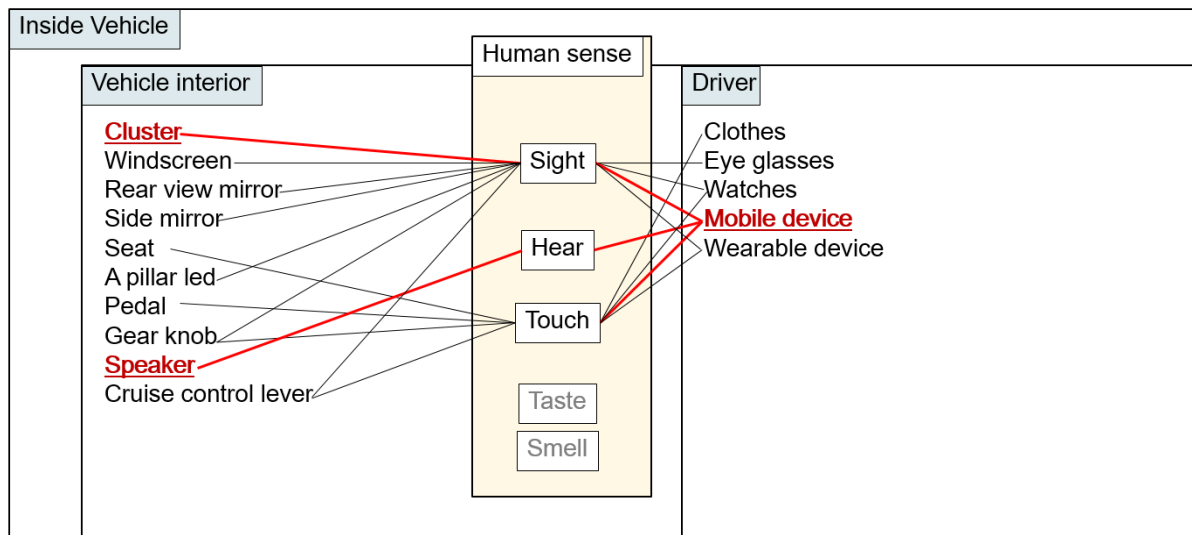 Inside Vehicle
Human sense
Vehicle interior
Driver
Cluster
Windscreen
Rear view mirror
Side mirror
Seat
A pillar led
Pedal
Gear knob
Speaker
Cruise control lever
Sight
Hear
Touch
Taste
Smell
Clothes
Eye glasses
Watches
Mobile device
Wearable device